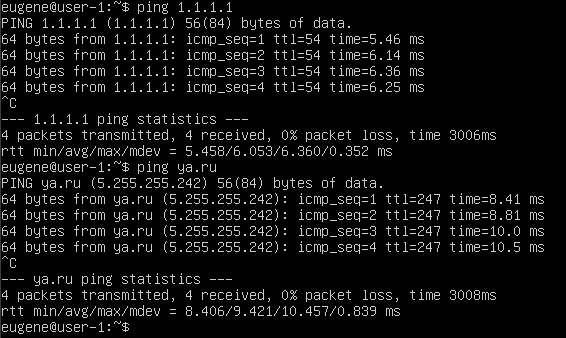 eugene@user-1:~$ ping 1.1.1.1
PING 1.1.1.1 (1.1.1.1) 56(84) bytes of data.
64 bytes from 1.1.1.1: icmp_seq=1 ttl=54 time=5.46 ms
64 bytes from 1.1.1.1: icmp_seq=2 ttl=54 time=6.14 ms
64 bytes from 1.1.1.1: icmp_seq=3 ttl=54 time=6.36 ms
64 bytes from 1.1.1.1: icmp_seq=4 ttl=54 time=6.25 ms
^C
--- 1.1.1.1 ping statistics ---
4 packets transmitted, 4 received, 0% packet loss, time 3006ms
rtt min/avg/max/mdev = 5.458/6.053/6.360/0.352 ms
eugene@user-1:~$ ping ya.ru
PING ya.ru (5.255.255.242) 56(84) bytes of data.
64 bytes from ya.ru (5.255.255.242): icmp_seq=1 ttl=247 time=8.41 ms
64 bytes from ya.ru (5.255.255.242): icmp_seq=2 ttl=247 time=8.81 ms
64 bytes from ya.ru (5.255.255.242): icmp_seq=3 ttl=247 time=10.0 ms
64 bytes from ya.ru (5.255.255.242): icmp_seq=4 ttl=247 time=10.5 ms
^C
--- ya.ru ping statistics ---
4 packets transmitted, 4 received, 0% packet loss, time 3008ms
rtt min/avg/max/mdev = 8.406/9.421/10.457/0.839 ms
eugene@user-1:~$